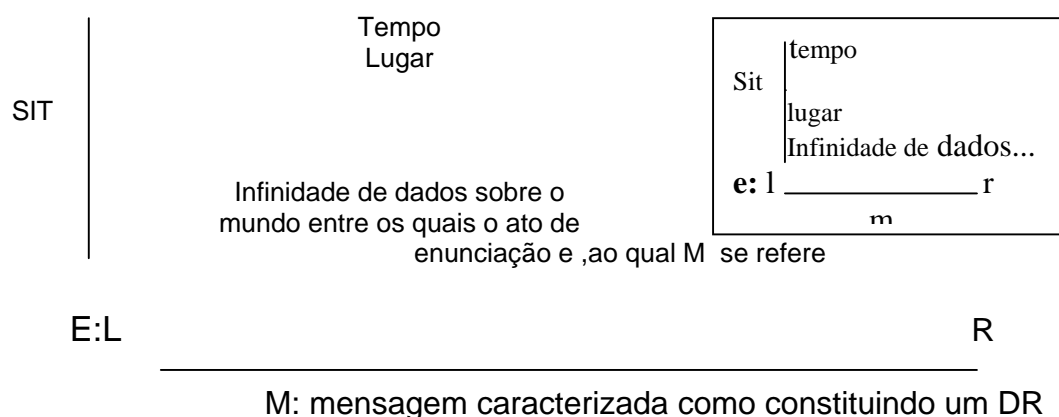 Tempo
Lugar
SIT
tempo
Sit
lugar
Infinidade de dados...
e: l r
m
Infinidade de dados sobre o
mundo entre os quais o ato de
enunciação e ,ao qual M se refere
E:L R
M: mensagem caracterizada como constituindo um DR